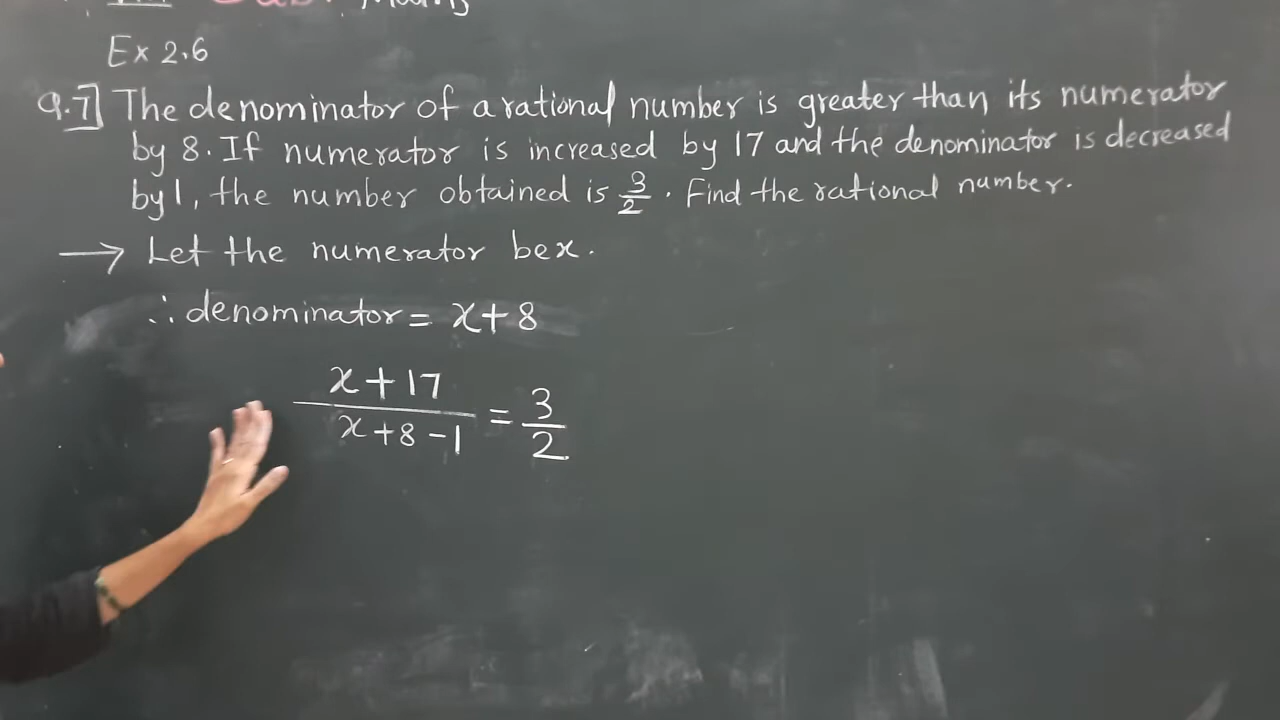 Sub: Maths
Ex 2.6
Q.7] The denominator of a rational number is greater than its numerator
by 8. If numerator is increased by 17 and the denominator is decreased
by 1, the number obtained is 3/2. Find the rational number.
→ Let the numerator be x.
∴ denominator = x+8
x+17
x+8-1
= 3/2